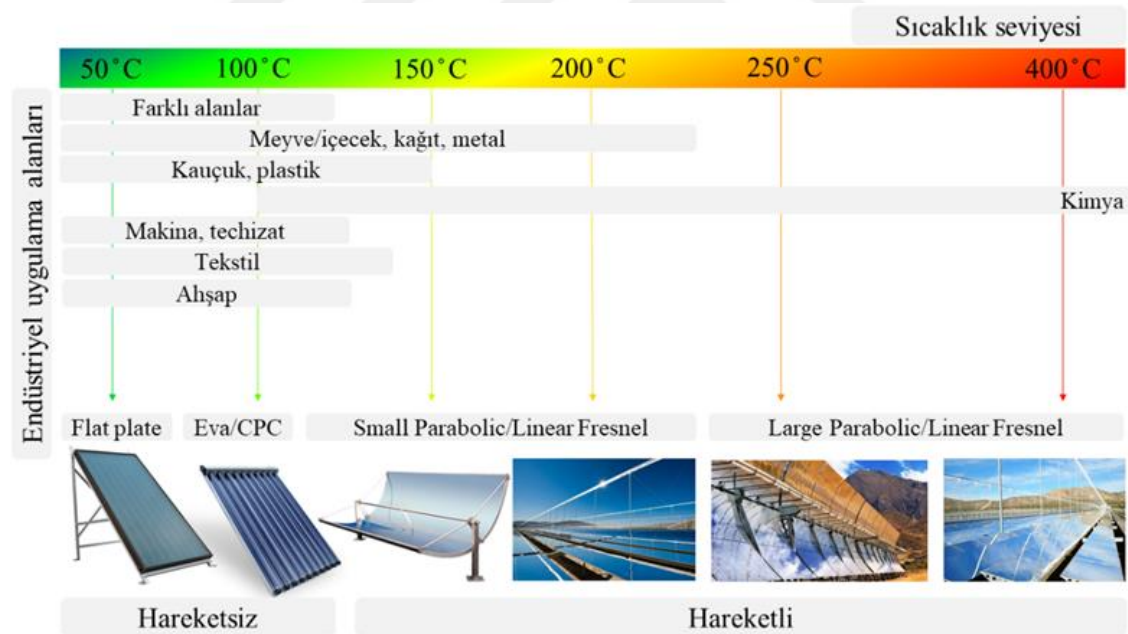 Sıcaklık seviyesi
50˚C 100˚C 150˚C 200˚C 250˚C 400˚C
Endüstriyel uygulama alanları
Farklı alanlar
Meyve/içecek, kağıt, metal
Kauçuk, plastik
Kimya
Makina, techizat
Tekstil
Ahşap
Flat plate Eva/CPC Small Parabolic/Linear Fresnel Large Parabolic/Linear Fresnel
Hareketsiz Hareketli